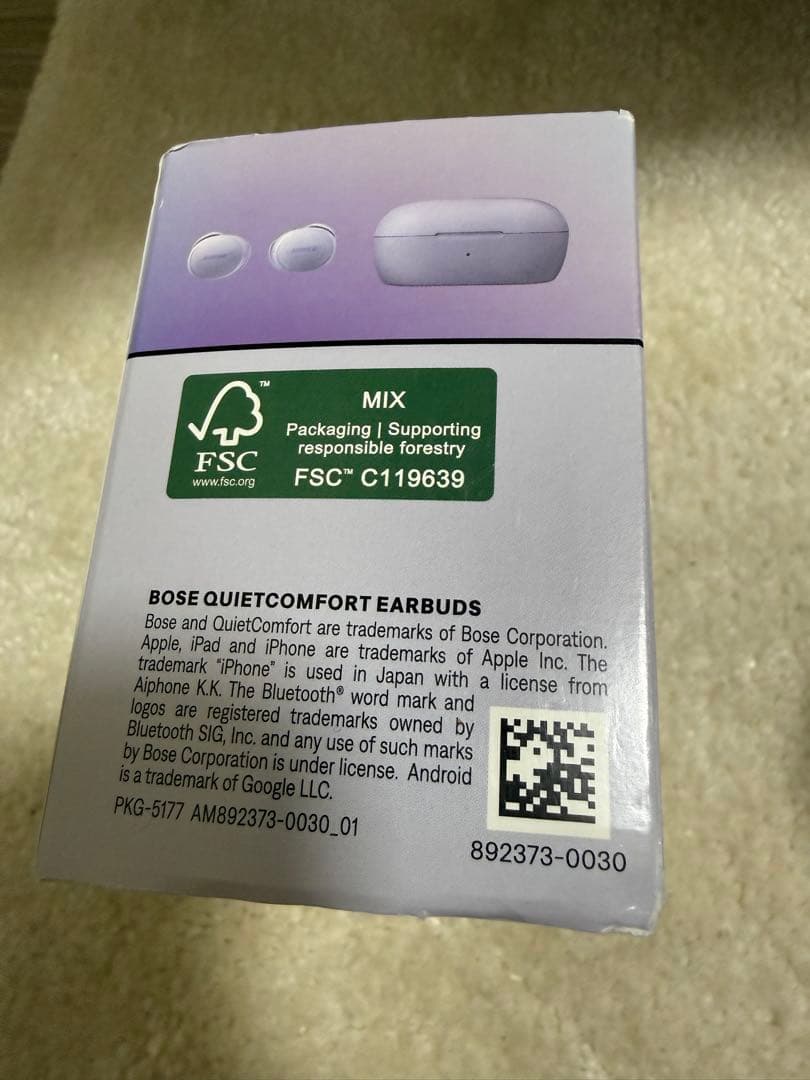 FSC
™
www.fsc.org
MIX
Packaging | Supporting
responsible forestry
FSC™ C119639
BOSE QUIETCOMFORT EARBUDS
Bose and QuietComfort are trademarks of Bose Corporation.
Apple, iPad and iPhone are trademarks of Apple Inc. The
trademark "iPhone" is used in Japan with a license from
Aiphone K.K. The Bluetooth® word mark and
logos are registered trademarks owned by
Bluetooth SIG, Inc. and any use of such marks
by Bose Corporation is under license. Android
is a trademark of Google LLC.
PKG-5177 AM892373-0030_01
892373-0030